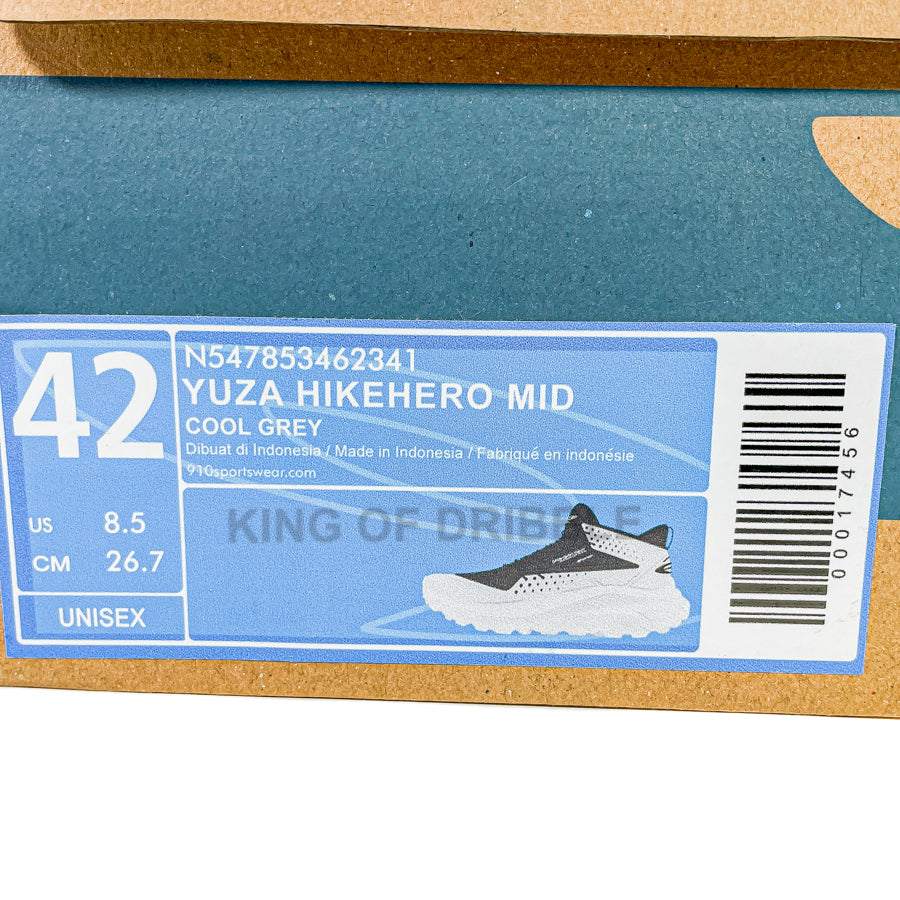 42
US 8.5
CM 26.7
UNISEX
N547853462341
YUZA HIKEHERO MID
COOL GREY
Dibuat di Indonesia / Made in Indonesia / Fabriqué en indonésie
910sportswear.com
KING OF DRIBBLE
00017456